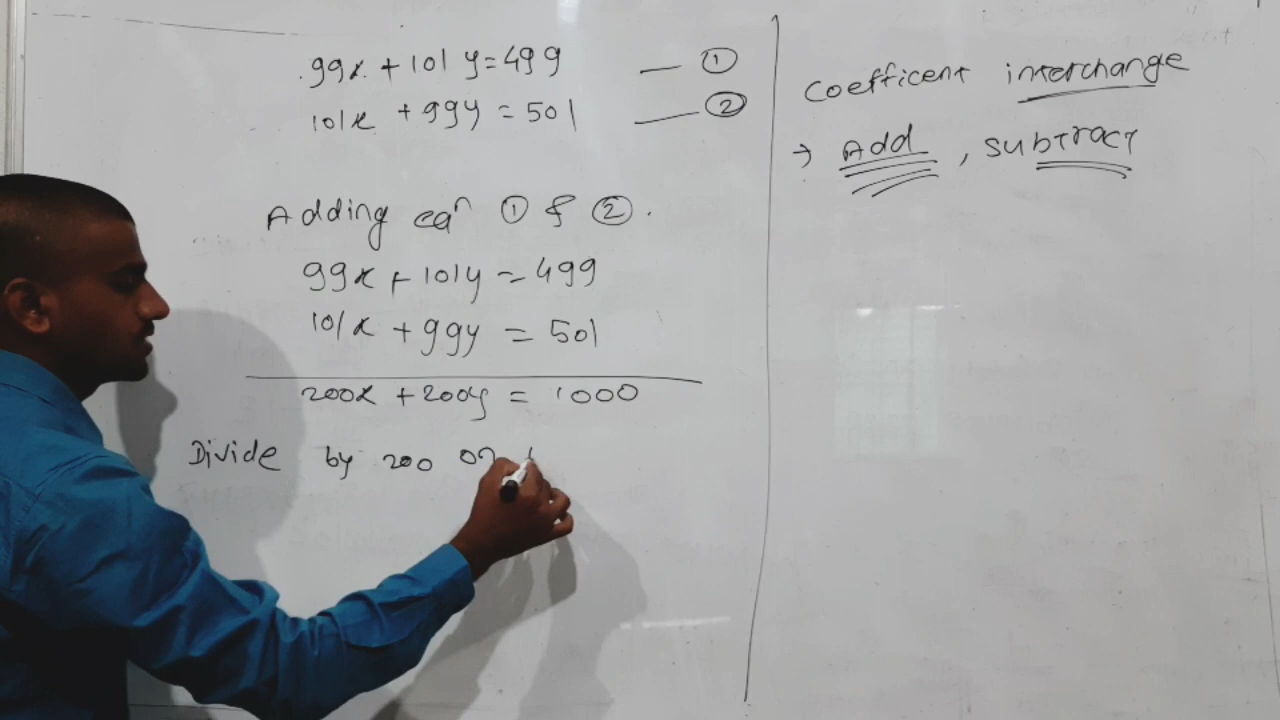 99x + 101y = 499 — ①
101x + 99y = 501 — ②
Adding eqn ① & ②.
99x + 101y = 499
101x + 99y = 501
200x + 200y = 1000
Divide by 200 on
Coefficent interchange
→ Add, subtract